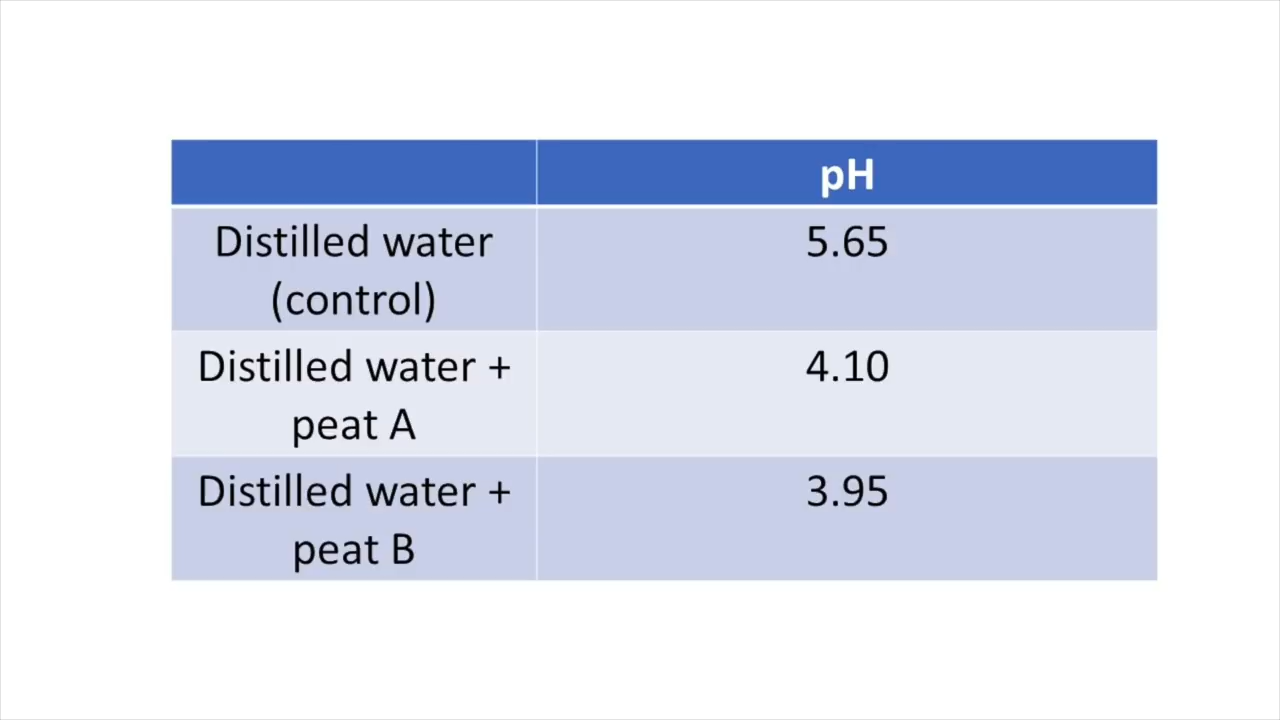 pH
Distilled water
(control)
5.65
Distilled water +
peat A
4.10
Distilled water +
peat B
3.95